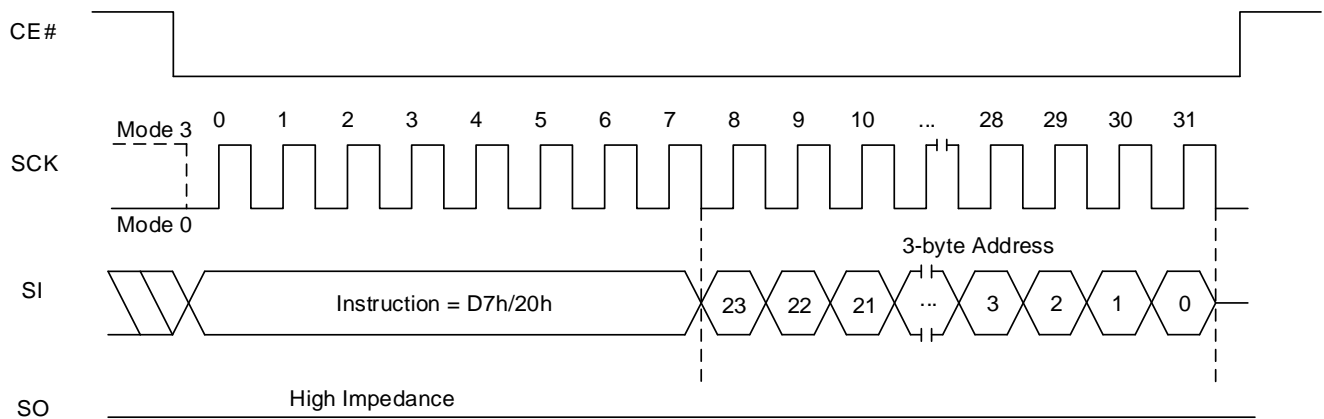 CE#
0 1 2 3 4 5 6 7 8 9 10 ... 28 29 30 31
Mode 3
SCK
Mode 0
3-byte Address
SI
Instruction = D7h/20h 23 22 21 ... 3 2 1 0
High Impedance
SO